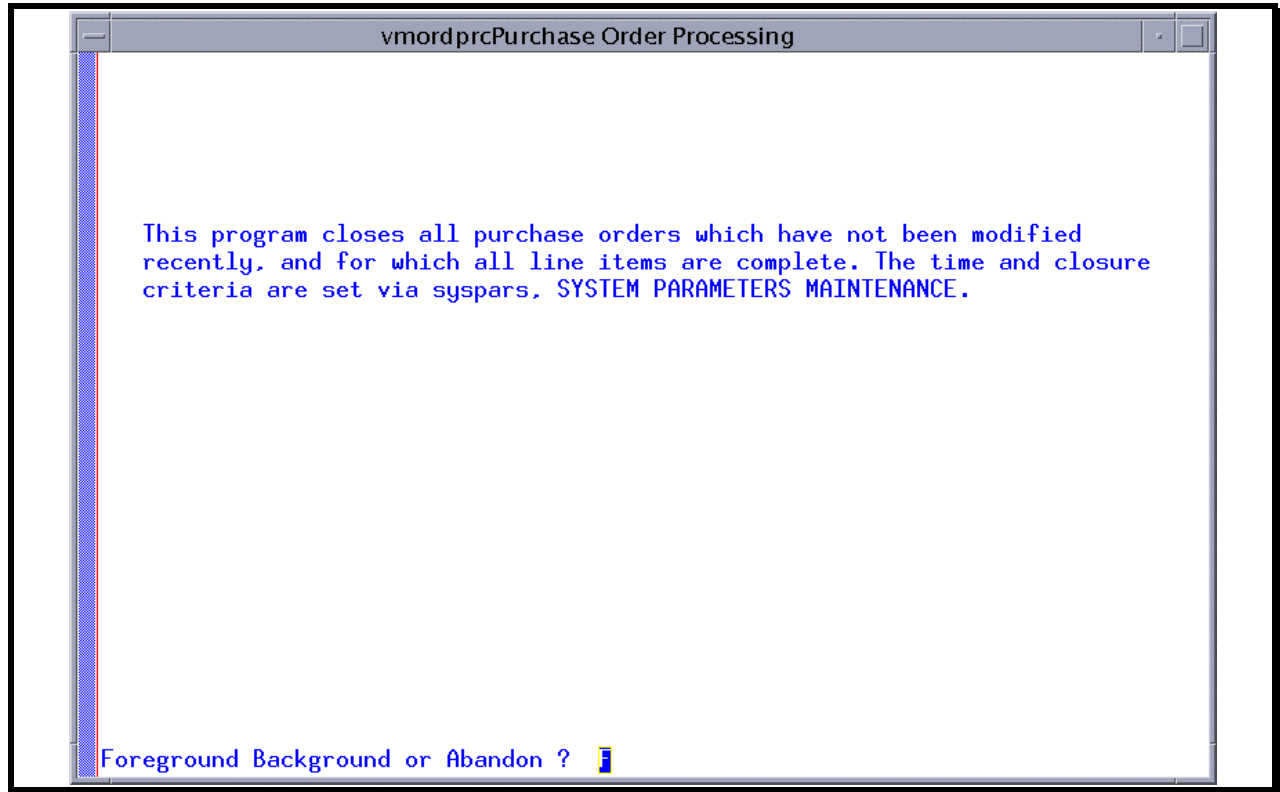 vmordprcPurchase Order Processing
This program closes all purchase orders which have not been modified
recently, and for which all line items are complete. The time and closure
criteria are set via syspars, SYSTEM PARAMETERS MAINTENANCE.
Foreground Background or Abandon ? F